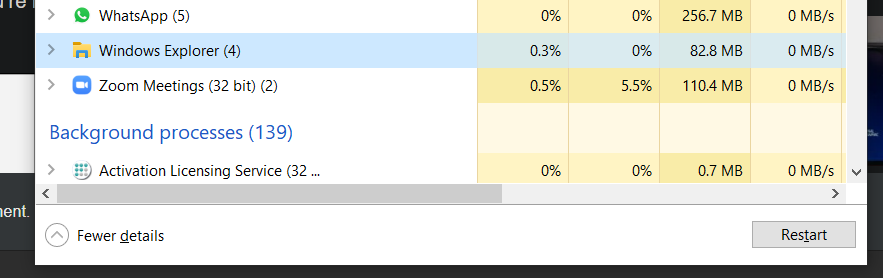 WhatsApp (5) 0% 0% 256.7 MB 0 MB/s
Windows Explorer (4) 0.3% 0% 82.8 MB 0 MB/s
Zoom Meetings (32 bit) (2) 0.5% 5.5% 110.4 MB 0 MB/s
Background processes (139)
Activation Licensing Service (32 ... 0% 0% 0.7 MB 0 MB/s
nent.
Fewer details
Restart